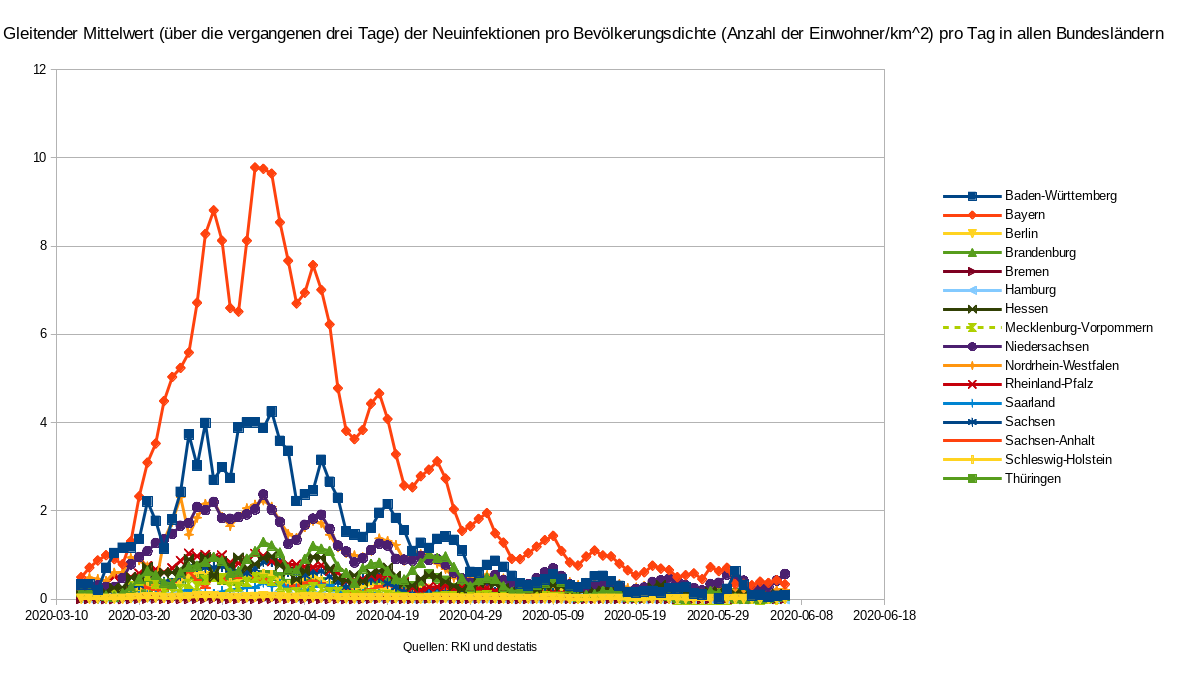 Gleitender Mittelwert (über die vergangenen drei Tage) der Neuinfektionen pro Bevölkerungsdichte (Anzahl der Einwohner/km^2) pro Tag in allen Bundesländern
12
10
8
6
4
2
0
2020-03-10 2020-03-20 2020-03-30 2020-04-09 2020-04-19 2020-04-29 2020-05-09 2020-05-19 2020-05-29 2020-06-08 2020-06-18
Quellen: RKI und destatis
Baden-Württemberg
Bayern
Berlin
Brandenburg
Bremen
Hamburg
Hessen
Mecklenburg-Vorpommern
Niedersachsen
Nordrhein-Westfalen
Rheinland-Pfalz
Saarland
Sachsen
Sachsen-Anhalt
Schleswig-Holstein
Thüringen